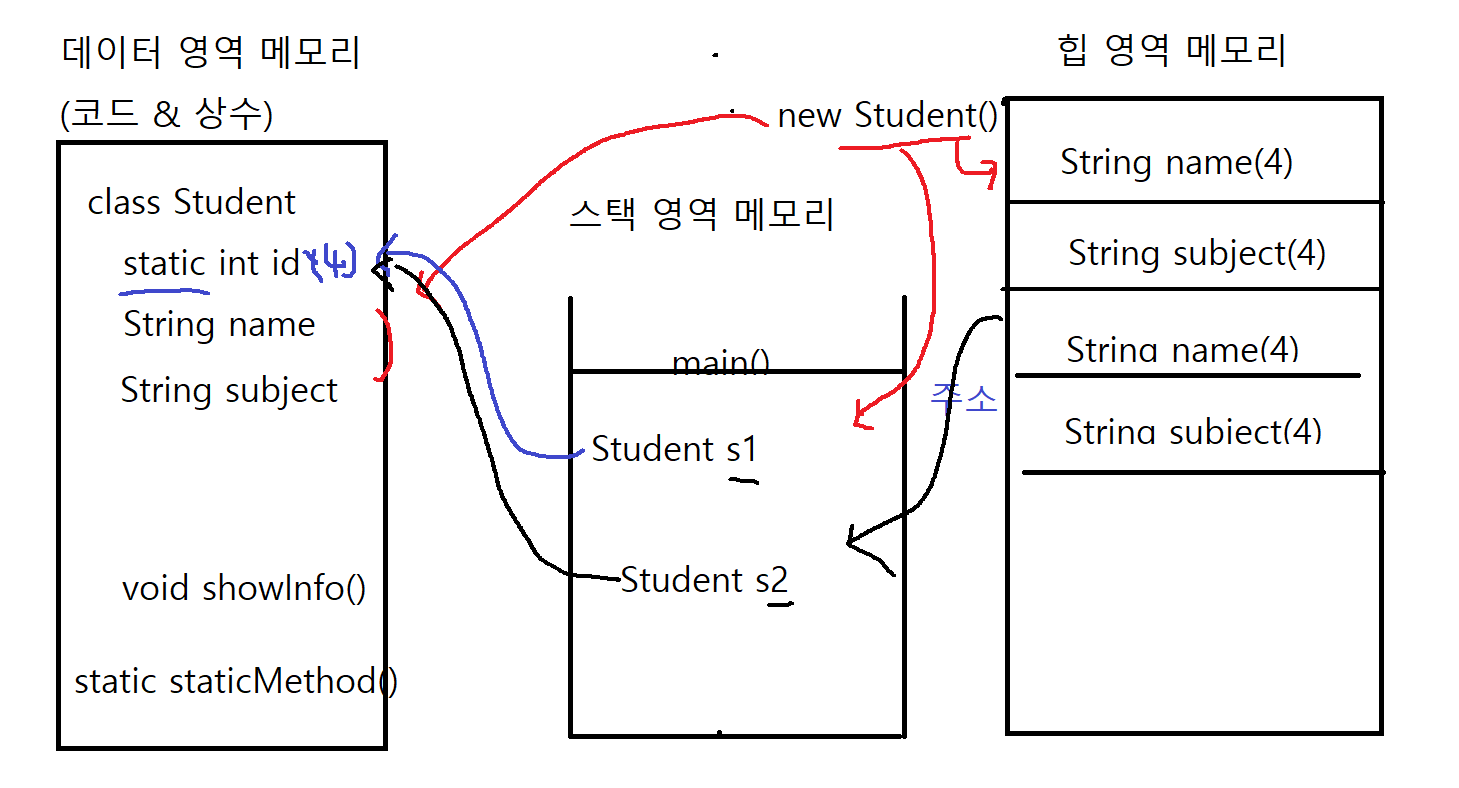 데이터 영역 메모리
(코드 & 상수)
class Student
static int id (4)
String name
String subject
void showInfo()
static staticMethod()
new Student()
스택 영역 메모리
main()
Student s1
Student s2
주소
힙 영역 메모리
String name(4)
String subject(4)
String name(4)
String subject(4)